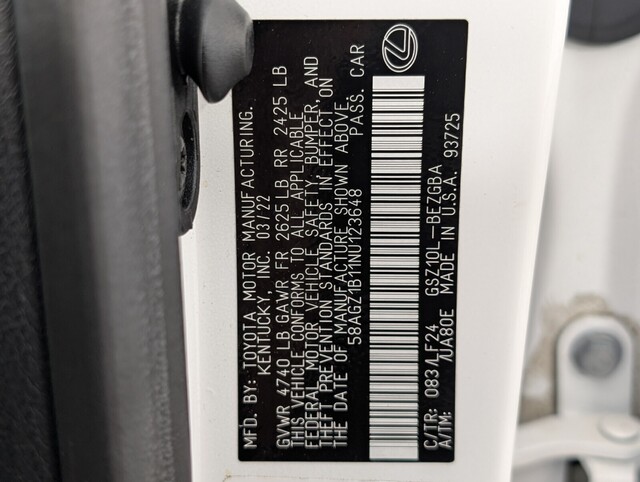 MFD. BY: TOYOTA MOTOR MANUFACTURING.
KENTUCKY, INC. 03/22
GVWR 4740 LB GAWR FR 2625 LB RR 2425 LB
THIS VEHICLE CONFORMS TO ALL APPLICABLE
FEDERAL MOTOR VEHICLE SAFETY, BUMPER, AND
THEFT PREVENTION STANDARDS IN EFFECT ON
THE DATE OF MANUFACTURE SHOWN ABOVE.
58AGZ1B11NU123648 PASS. CAR
C/TR: 083/LF24 GSZ10L-BEZGBA
A/TM: /UA80E MADE IN U.S.A. 93725